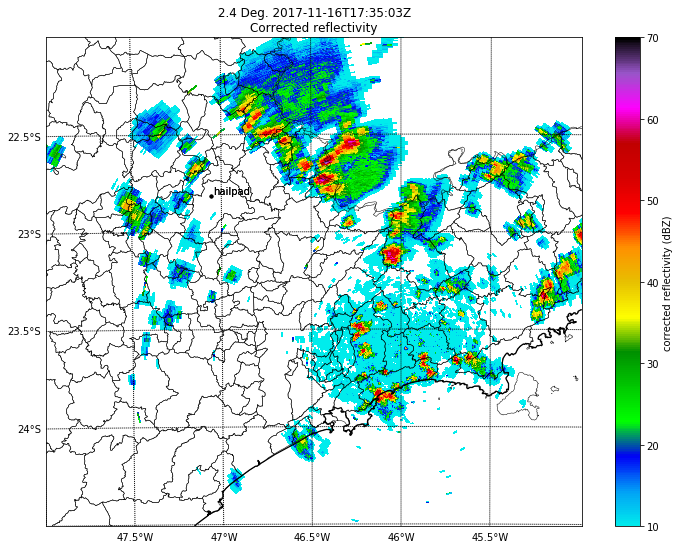 2.4 Deg. 2017-11-16T17:35:03Z
Corrected reflectivity
70
60
50
40
30
20
10
corrected reflectivity (dBZ)
22.5°S
23°S
23.5°S
24°S
hailpad
47.5°W
47°W
46.5°W
46°W
45.5°W